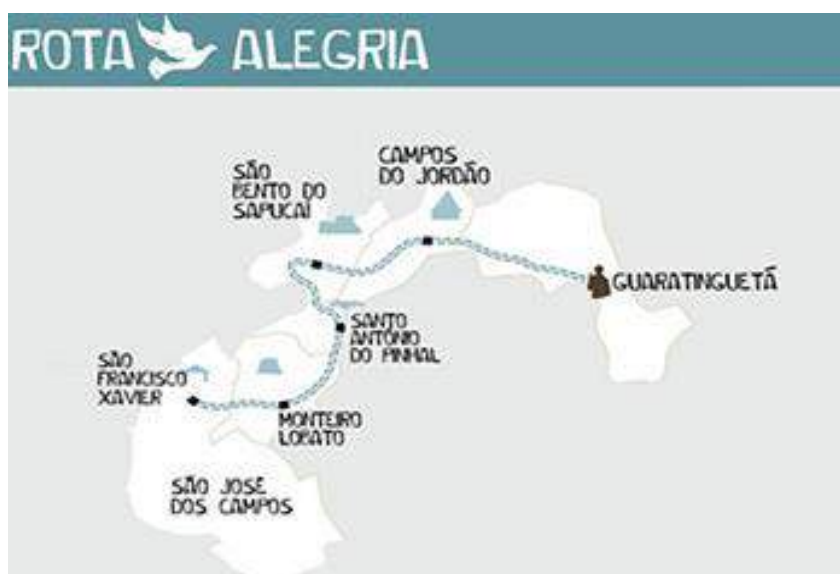 ROTA ALEGRIA
CAMPOS
DO JORDÃO
SÃO
BENTO DO
SAPUCAÍ
GUARATINGUETÁ
SANTO
ANTÔNIO
DO PINHAL
SÃO
FRANCISCO
XAVIER
MONTEIRO
LOBATO
SÃO JOSÉ
DOS CAMPOS